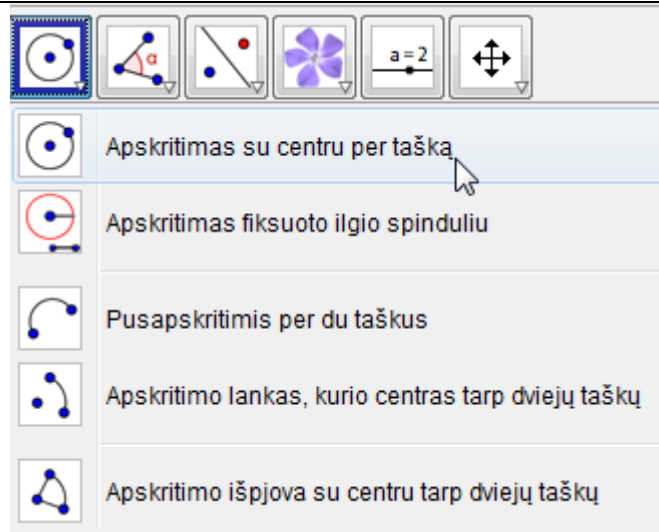 α
a=2
Apskritimas su centru per tašką
Apskritimas fiksuoto ilgio spinduliu
Pusapskritimis per du taškus
Apskritimo lankas, kurio centras tarp dviejų taškų
Apskritimo išpjova su centru tarp dviejų taškų